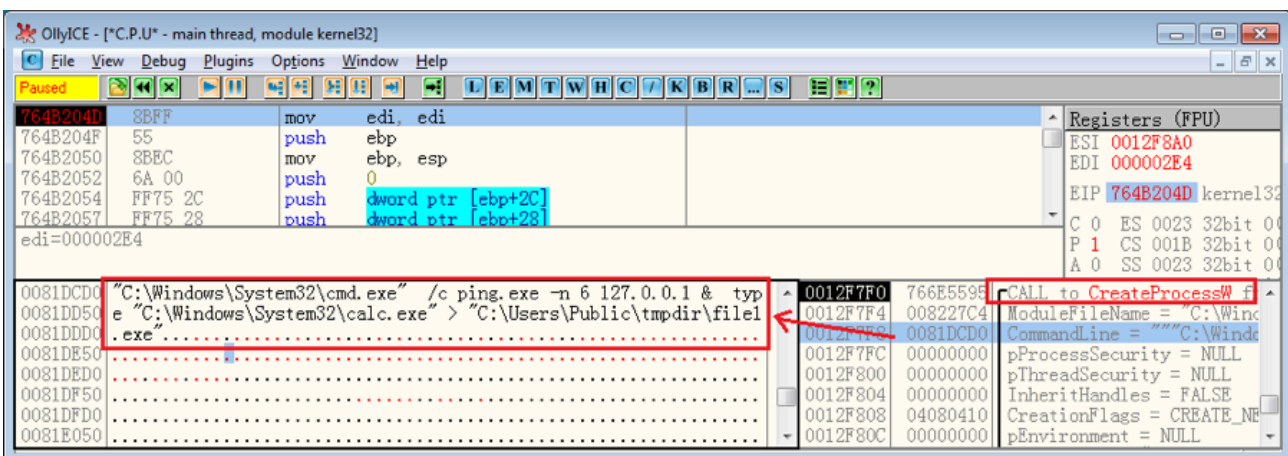 OllyICE - [*C.P.U* - main thread, module kernel32]
File View Debug Plugins Options Window Help
Paused L E M T W H C / K B R ... S ?
764B204D 8BFF mov edi, edi
764B204F 55 push ebp
764B2050 8BEC mov ebp, esp
764B2052 6A 00 push 0
764B2054 FF75 2C push dword ptr [ebp+2C]
764B2057 FF75 28 push dword ptr [ebp+28]
edi=000002E4
Registers (FPU)
ESI 0012F8A0
EDI 000002E4
EIP 764B204D kernel32
C 0 ES 0023 32bit 0(
P 1 CS 001B 32bit 0(
A 0 SS 0023 32bit 0(
0081DCD0 "C:\Windows\System32\cmd.exe" /c ping.exe -n 6 127.0.0.1 & typ
0081DD50 e "C:\Windows\System32\calc.exe" > "C:\Users\Public\tmpdir\file1
0081DDD0 .exe"
0081DE50
0081DED0
0081DF50
0081DFD0
0081E050
0012F7F0 766E5595 CALL to CreateProcessW f
0012F7F4 008227C4 ModuleFileName = "C:\Winc
0012F7F8 0081DCD0 CommandLine = """C:\Windo
0012F7FC 00000000 pProcessSecurity = NULL
0012F800 00000000 pThreadSecurity = NULL
0012F804 00000000 InheritHandles = FALSE
0012F808 04080410 CreationFlags = CREATE_NE
0012F80C 00000000 pEnvironment = NULL